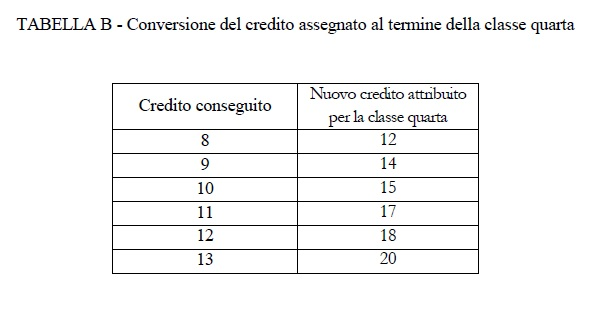 TABELLA B - Conversione del credito assegnato al termine della classe quarta
Credito conseguito
Nuovo credito attribuito
per la classe quarta
8 12
9 14
10 15
11 17
12 18
13 20